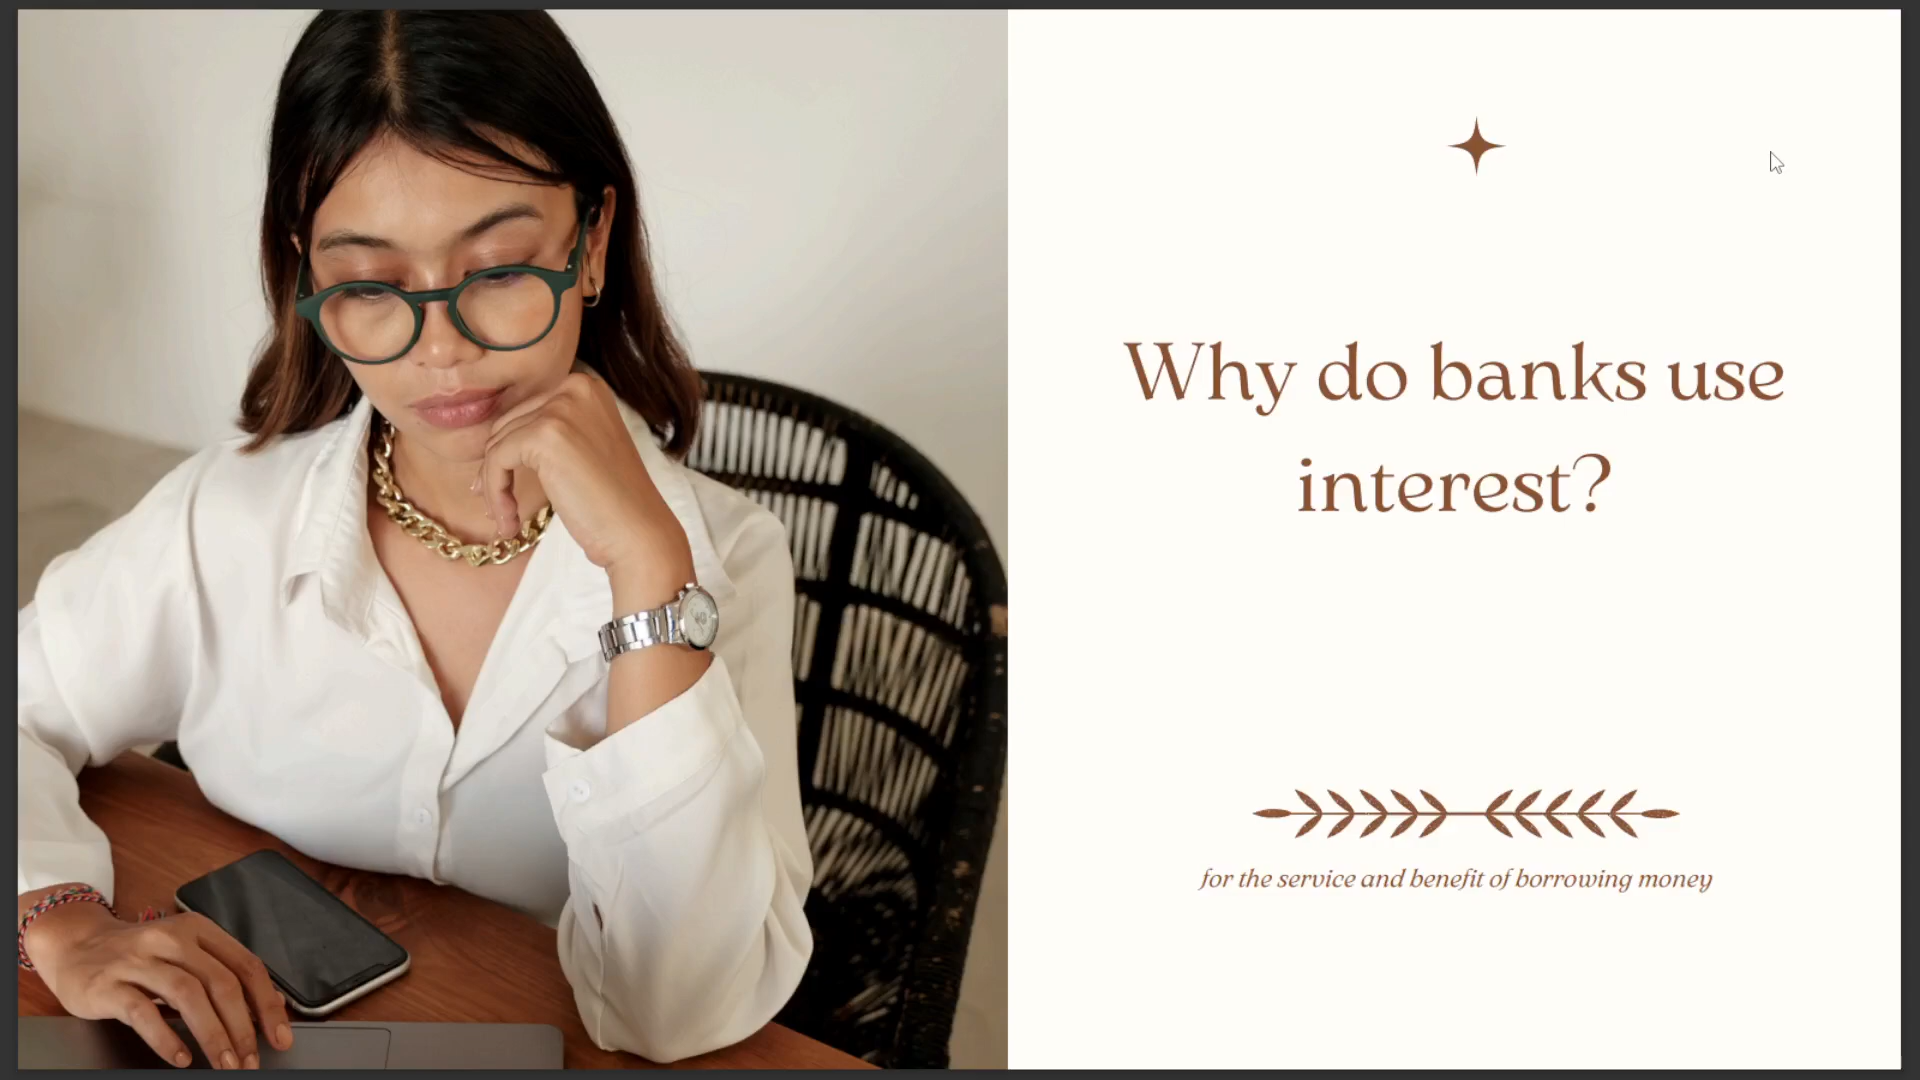 Why do banks use
interest?
for the service and benefit of borrowing money